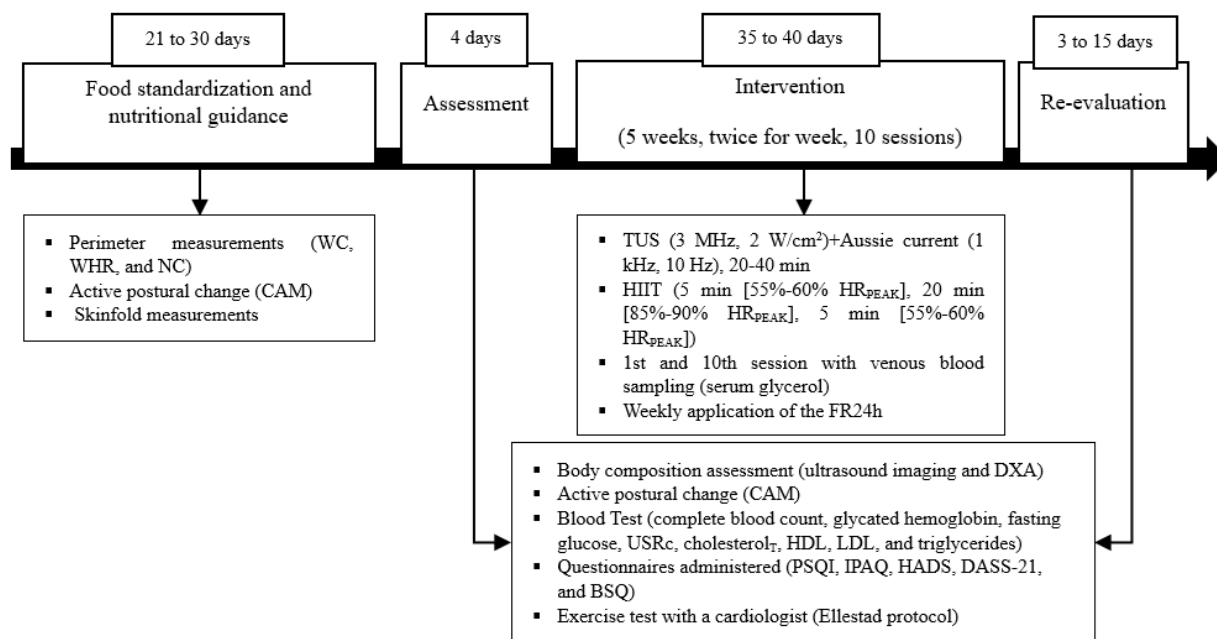 21 to 30 days
4 days
35 to 40 days
3 to 15 days
Food standardization and
nutritional guidance
Assessment
Intervention
(5 weeks, twice for week, 10 sessions)
Re-evaluation
▪ Perimeter measurements (WC,
WHR, and NC)
▪ Active postural change (CAM)
▪ Skinfold measurements
▪ TUS (3 MHz, 2 W/cm²)+Aussie current (1
kHz, 10 Hz), 20-40 min
▪ HIIT (5 min [55%-60% HRPEAK], 20 min
[85%-90% HRPEAK], 5 min [55%-60%
HRPEAK])
▪ 1st and 10th session with venous blood
sampling (serum glycerol)
▪ Weekly application of the FR24h
▪ Body composition assessment (ultrasound imaging and DXA)
▪ Active postural change (CAM)
▪ Blood Test (complete blood count, glycated hemoglobin, fasting
glucose, USRc, cholesterolT, HDL, LDL, and triglycerides)
▪ Questionnaires administered (PSQI, IPAQ, HADS, DASS-21,
and BSQ)
▪ Exercise test with a cardiologist (Ellestad protocol)